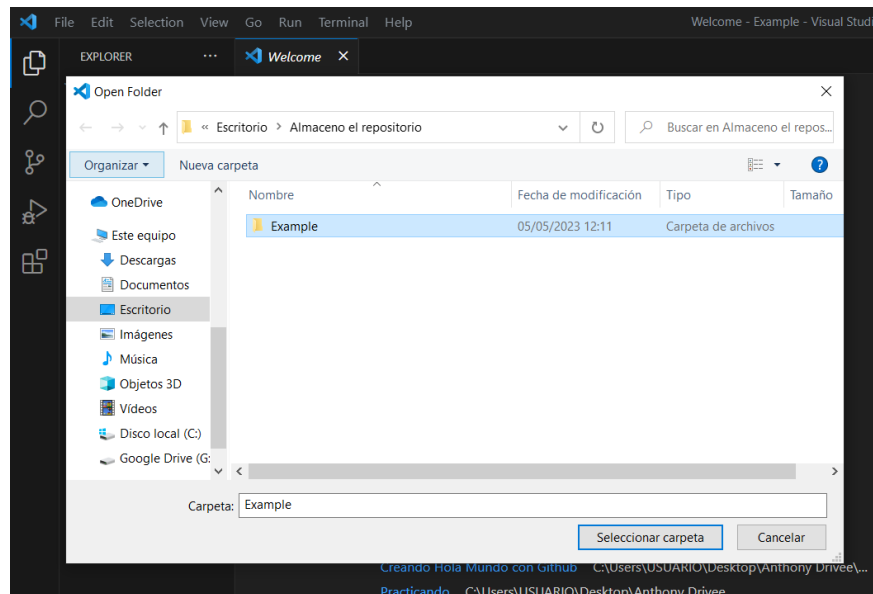 File Edit Selection View Go Run Terminal Help Welcome - Example - Visual Studi
EXPLORER ··· Welcome
Open Folder
« Escritorio > Almaceno el repositorio Buscar en Almaceno el repos...
Organizar Nueva carpeta
OneDrive
Este equipo
Descargas
Documentos
Escritorio
Imágenes
Música
Objetos 3D
Vídeos
Disco local (C:)
Google Drive (G:
Nombre Fecha de modificación Tipo Tamaño
Example 05/05/2023 12:11 Carpeta de archivos
Carpeta: Example
Seleccionar carpeta Cancelar
Creando Hola Mundo con Github C:\Users\USUARIO\Desktop\Anthony Drivee\...
Practicando C:\Users\USUARIO\Desktop\Anthony Drivee